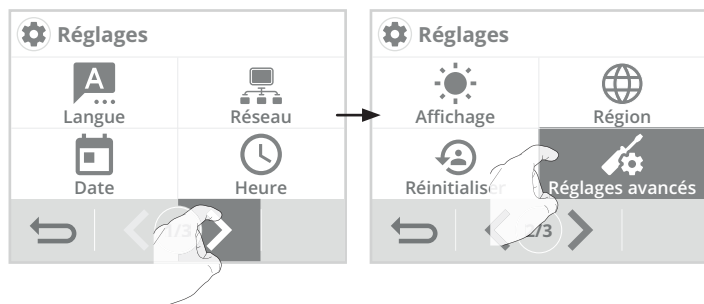 Réglages
Langue
Réseau
Date
Heure
1/3
Réglages
Affichage
Région
Réinitialiser
Réglages avancés
2/3